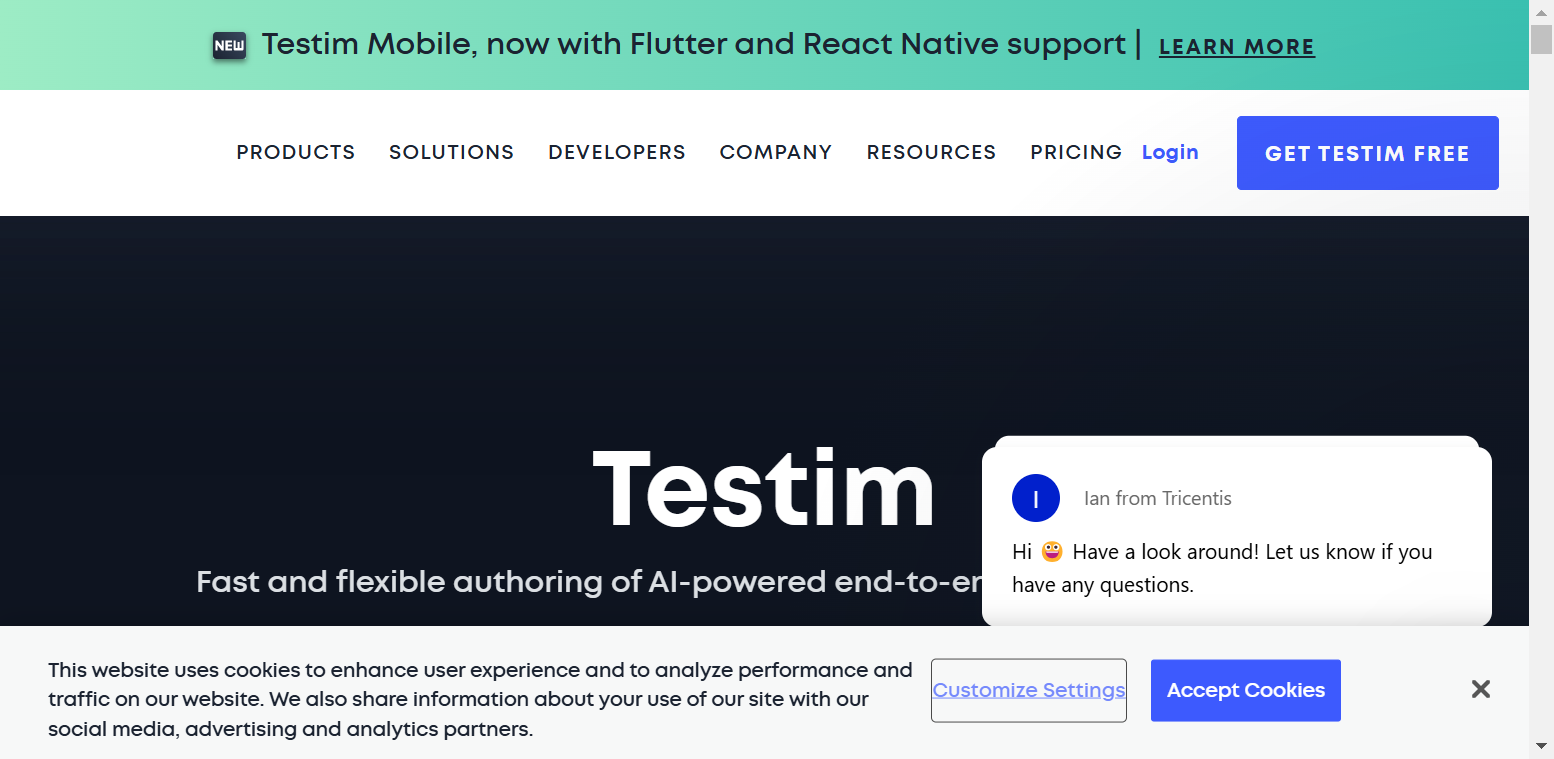 NEW Testim Mobile, now with Flutter and React Native support | LEARN MORE
PRODUCTS SOLUTIONS DEVELOPERS COMPANY RESOURCES PRICING Login GET TESTIM FREE
Testim
Fast and flexible authoring of AI-powered end-to-
I Ian from Tricentis
Hi 🤪 Have a look around! Let us know if you
have any questions.
This website uses cookies to enhance user experience and to analyze performance and
traffic on our website. We also share information about your use of our site with our
social media, advertising and analytics partners.
Customize Settings
Accept Cookies